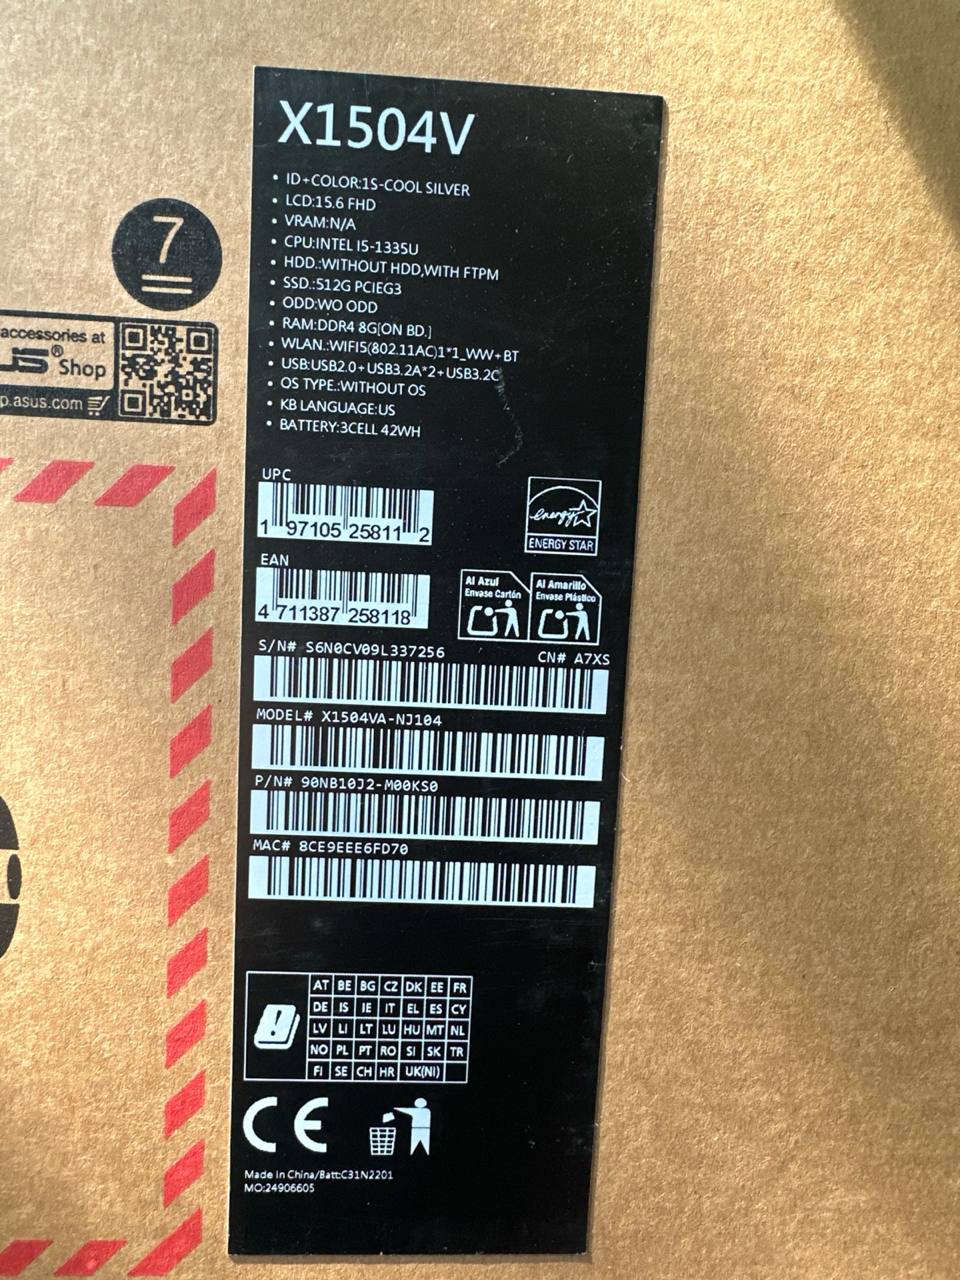 X1504V
• ID+COLOR:1S-COOL SILVER
• LCD:15.6 FHD
• VRAM:N/A
• CPU:INTEL I5-1335U
• HDD.:WITHOUT HDD,WITH FTPM
• SSD.:512G PCIEG3
• ODD:WO ODD
• RAM:DDR4 8G[ON BD.]
• WLAN.:WIFI5(802.11AC)1*1_WW+BT
• USB:USB2.0+USB3.2A*2+USB3.2C
• OS TYPE.:WITHOUT OS
• KB LANGUAGE:US
• BATTERY:3CELL 42WH
7
accessories at
US® Shop
p.asus.com
UPC
1 97105 25811 2
energy
ENERGY STAR
EAN
4 711387 258118
Al Azul
Envase Cartón
Al Amarillo
Envase Plástico
S/N# S6N0CV09L337256
CN# A7XS
MODEL# X1504VA-NJ104
P/N# 90NB10J2-M00KS0
MAC# 8CE9EEE6FD70
AT BE BG CZ DK EE FR
DE IS IE IT EL ES CY
LV LI LT LU HU MT NL
NO PL PT RO SI SK TR
FI SE CH HR UK(NI)
CE
Made in China/Batt:C31N2201
MO:24906605